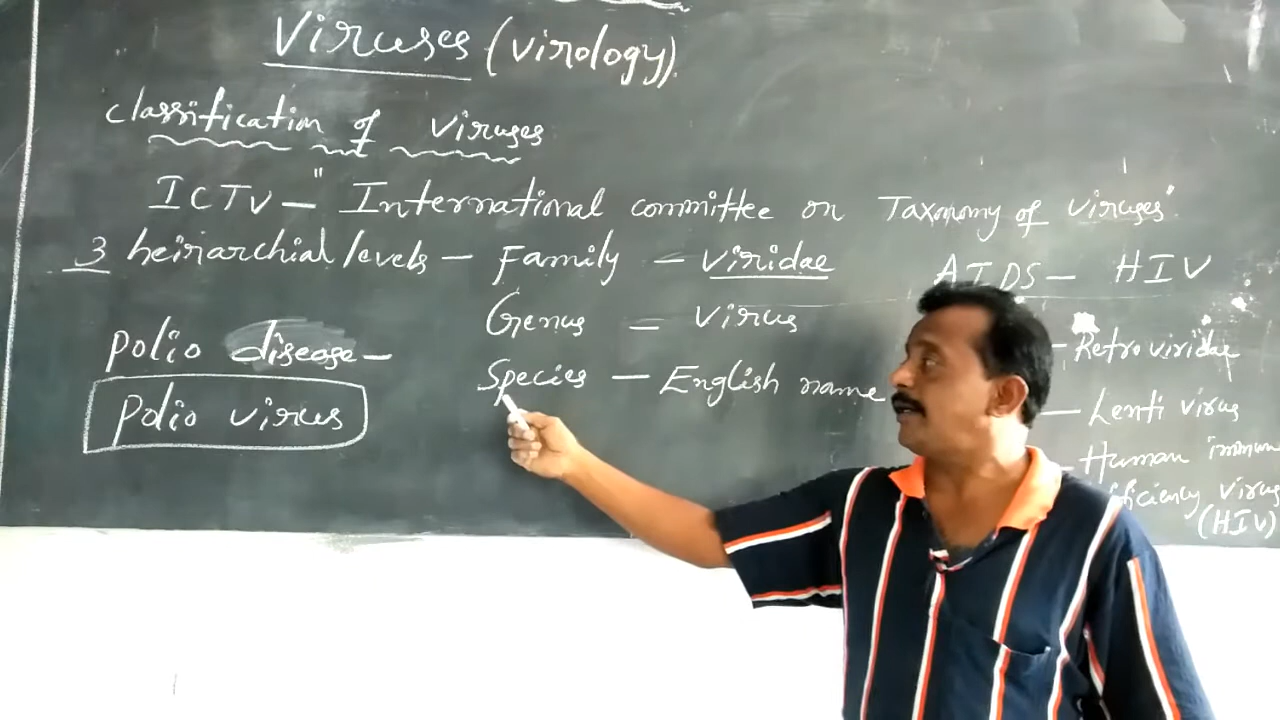 Viruses (virology)
classification of viruses
ICTV – "International committee on Taxonomy of viruses"
3 heirarchial levels – Family – Viridae
Genus – Virus
Species – English name
Polio disease –
Polio virus
AIDS – HIV
– Retroviridae
– Lenti virus
– Human immun
ficiency virus
(HIV)